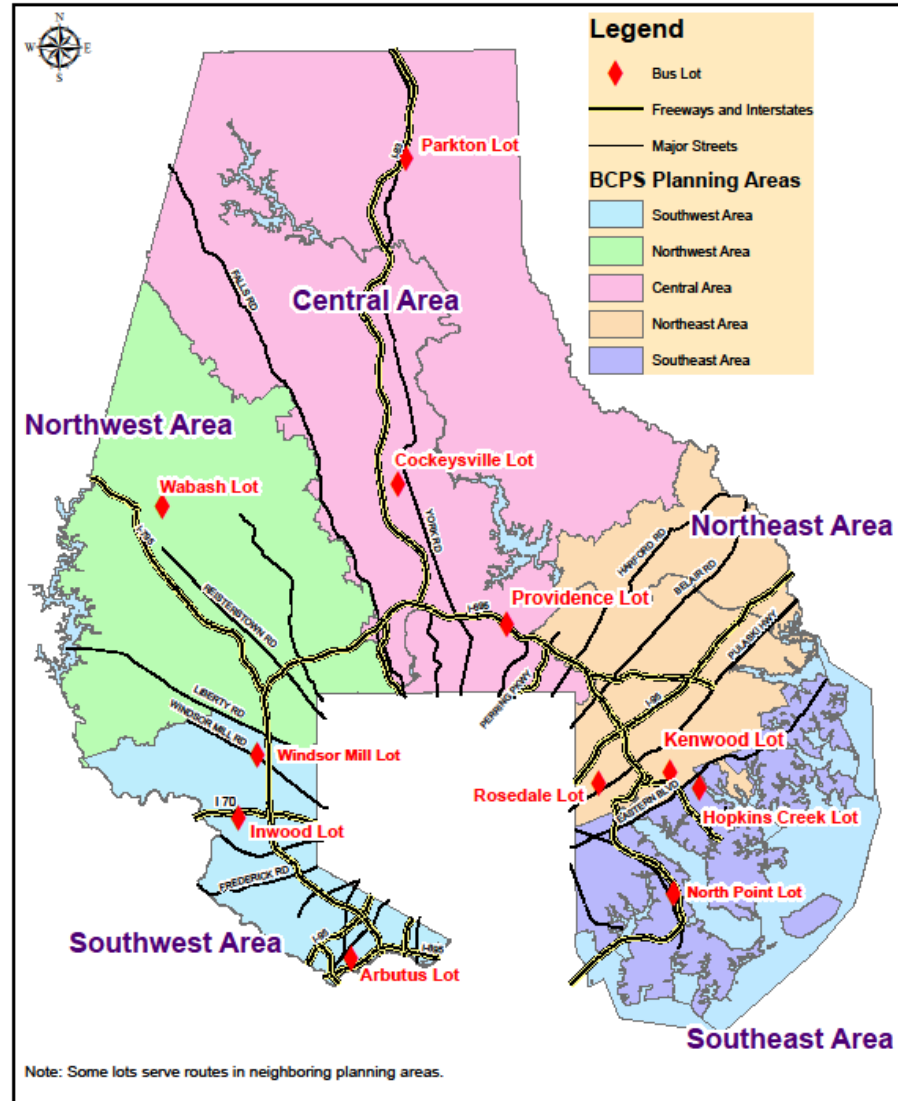 N
W
E
S
Legend
Bus Lot
Freeways and Interstates
Major Streets
BCPS Planning Areas
Southwest Area
Northwest Area
Central Area
Northeast Area
Southeast Area
Parkton Lot
I-83
FALLS RD
Central Area
Northwest Area
Cockeysville Lot
Wabash Lot
YORK RD
I-795
Northeast Area
HARFORD RD
BELAIR RD
REISTERSTOWN RD
I-695
Providence Lot
PULASKI HWY
PERRING PKWY
LIBERTY RD
WINDSOR MILL RD
I-95
Windsor Mill Lot
Kenwood Lot
Rosedale Lot
EASTERN BLVD
Hopkins Creek Lot
I 70
Inwood Lot
FREDERICK RD
North Point Lot
Southwest Area
I-95
I-895
Arbutus Lot
Southeast Area
Note: Some lots serve routes in neighboring planning areas.